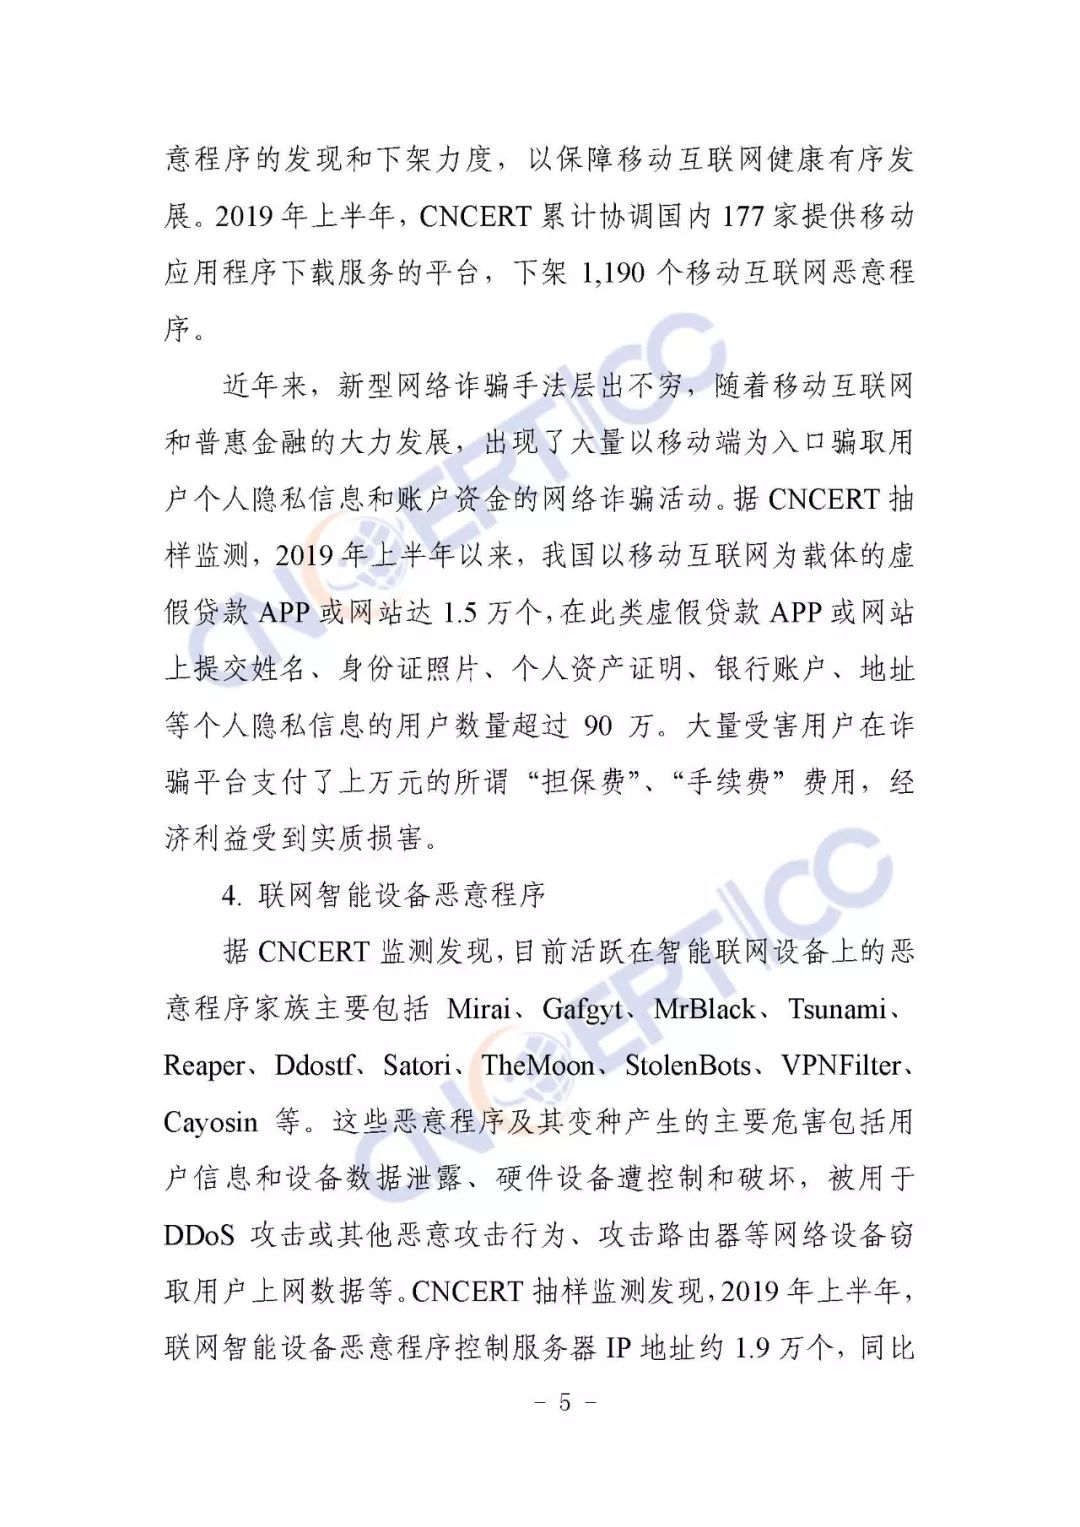 意程序的发现和下架力度，以保障移动互联网健康有序发
展。2019 年上半年，CNCERT 累计协调国内 177 家提供移动
应用程序下载服务的平台，下架 1,190 个移动互联网恶意程
序。
近年来，新型网络诈骗手法层出不穷，随着移动互联网
和普惠金融的大力发展，出现了大量以移动端为入口骗取用
户个人隐私信息和账户资金的网络诈骗活动。据 CNCERT 抽
样监测，2019 年上半年以来，我国以移动互联网为载体的虚
假贷款 APP 或网站达 1.5 万个，在此类虚假贷款 APP 或网站
上提交姓名、身份证照片、个人资产证明、银行账户、地址
等个人隐私信息的用户数量超过 90 万。大量受害用户在诈
骗平台支付了上万元的所谓“担保费”、“手续费”费用，经
济利益受到实质损害。
4. 联网智能设备恶意程序
据 CNCERT 监测发现，目前活跃在智能联网设备上的恶
意程序家族主要包括 Mirai、Gafgyt、MrBlack、Tsunami、
Reaper、Ddostf、Satori、TheMoon、StolenBots、VPNFilter、
Cayosin 等。这些恶意程序及其变种产生的主要危害包括用
户信息和设备数据泄露、硬件设备遭控制和破坏，被用于
DDoS 攻击或其他恶意攻击行为、攻击路由器等网络设备窃
取用户上网数据等。CNCERT 抽样监测发现，2019 年上半年，
联网智能设备恶意程序控制服务器 IP 地址约 1.9 万个，同比
- 5 -
CNCERT/CC
CNCERT/CC